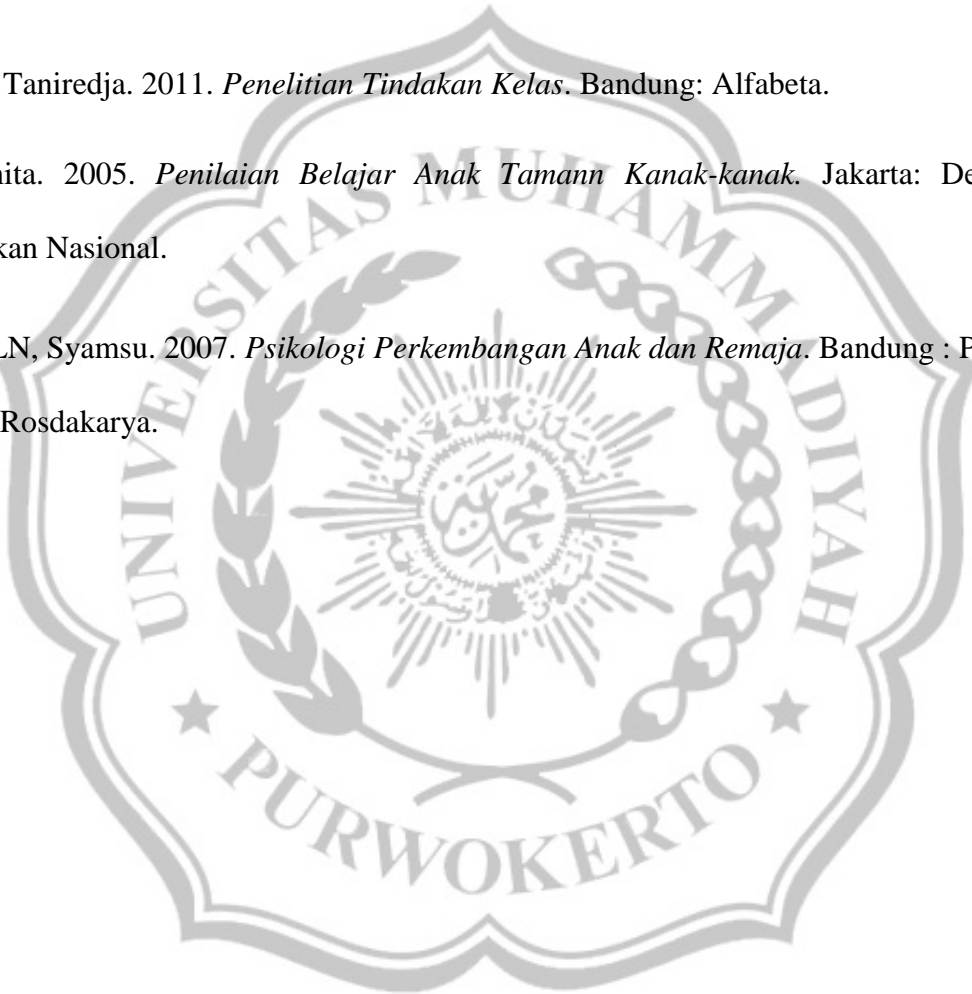 Taniredja. 2011. Penelitian Tindakan Kelas. Bandung: Alfabeta.
ita. 2005. Penilaian Belajar Anak Tamann Kanak-kanak. Jakarta: De
kan Nasional.
LN, Syamsu. 2007. Psikologi Perkembangan Anak dan Remaja. Bandung : P
Rosdakarya.
UNIVERSITAS MUHAMMADIYAH
PURWOKERTO